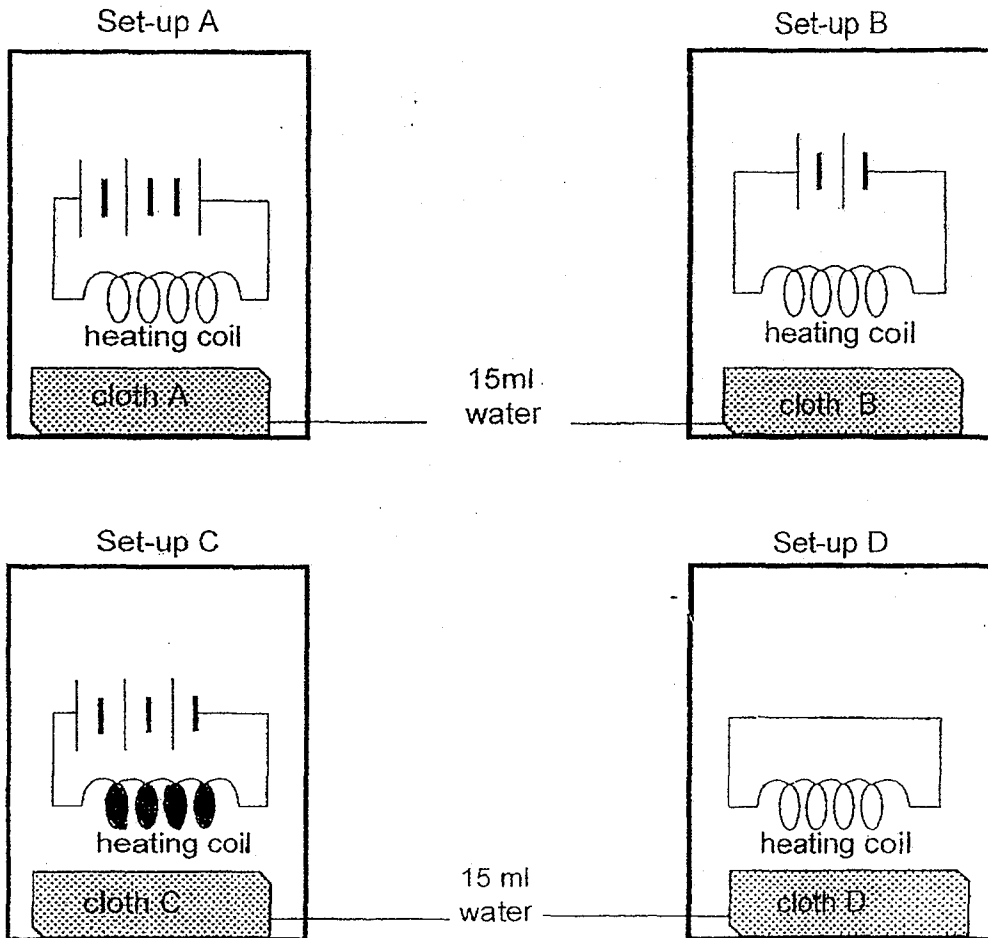 Set-up A
Set-up B
heating coil
heating coil
cloth A
15ml
water
cloth B
Set-up C
Set-up D
heating coil
heating coil
cloth C
15 ml
water
cloth D